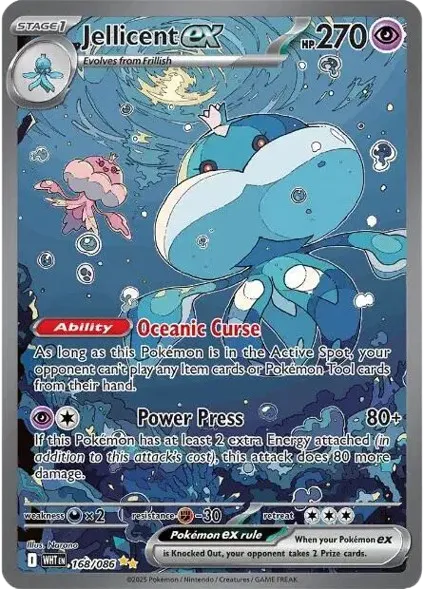 STAGE 1 Jellicent ex HP 270
Evolves from Frillish
Ability Oceanic Curse
As long as this Pokémon is in the Active Spot, your
opponent can't play any Item cards or Pokémon Tool cards
from their hand.
Power Press 80+
If this Pokémon has at least 2 extra Energy attached (in
addition to this attack's cost), this attack does 80 more
damage.
weakness x2 resistance -30 retreat
Illus. Narano
Pokémon ex rule When your Pokémon ex
is Knocked Out, your opponent takes 2 Prize cards.
I WHT EN 168/086
©2025 Pokémon / Nintendo / Creatures / GAME FREAK